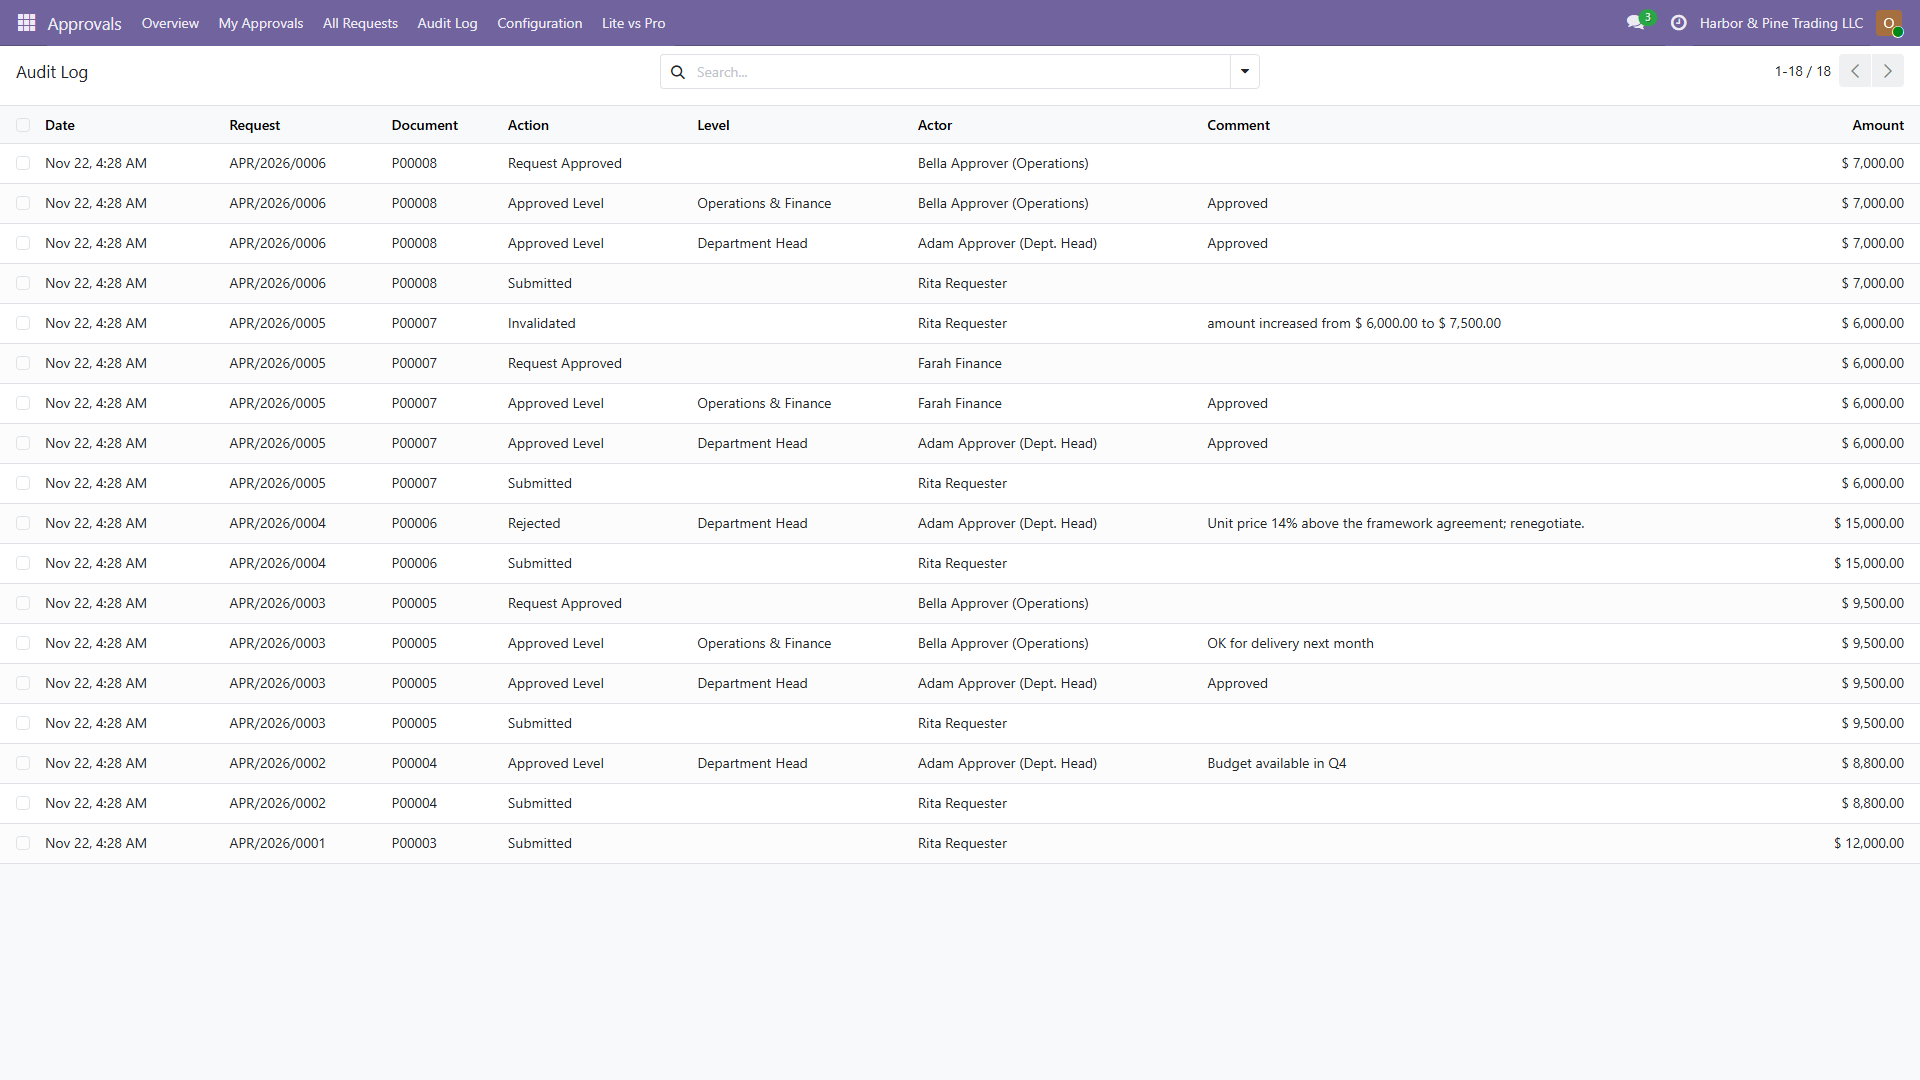 Approvals Overview My Approvals All Requests Audit Log Configuration Lite vs Pro 3 Harbor & Pine Trading LLC O
Audit Log Search... 1-18 / 18
Date Request Document Action Level Actor Comment Amount
Nov 22, 4:28 AM APR/2026/0006 P00008 Request Approved Bella Approver (Operations) $ 7,000.00
Nov 22, 4:28 AM APR/2026/0006 P00008 Approved Level Operations & Finance Bella Approver (Operations) Approved $ 7,000.00
Nov 22, 4:28 AM APR/2026/0006 P00008 Approved Level Department Head Adam Approver (Dept. Head) Approved $ 7,000.00
Nov 22, 4:28 AM APR/2026/0006 P00008 Submitted Rita Requester $ 7,000.00
Nov 22, 4:28 AM APR/2026/0005 P00007 Invalidated Rita Requester amount increased from $ 6,000.00 to $ 7,500.00 $ 6,000.00
Nov 22, 4:28 AM APR/2026/0005 P00007 Request Approved Farah Finance $ 6,000.00
Nov 22, 4:28 AM APR/2026/0005 P00007 Approved Level Operations & Finance Farah Finance Approved $ 6,000.00
Nov 22, 4:28 AM APR/2026/0005 P00007 Approved Level Department Head Adam Approver (Dept. Head) Approved $ 6,000.00
Nov 22, 4:28 AM APR/2026/0005 P00007 Submitted Rita Requester $ 6,000.00
Nov 22, 4:28 AM APR/2026/0004 P00006 Rejected Department Head Adam Approver (Dept. Head) Unit price 14% above the framework agreement; renegotiate. $ 15,000.00
Nov 22, 4:28 AM APR/2026/0004 P00006 Submitted Rita Requester $ 15,000.00
Nov 22, 4:28 AM APR/2026/0003 P00005 Request Approved Bella Approver (Operations) $ 9,500.00
Nov 22, 4:28 AM APR/2026/0003 P00005 Approved Level Operations & Finance Bella Approver (Operations) OK for delivery next month $ 9,500.00
Nov 22, 4:28 AM APR/2026/0003 P00005 Approved Level Department Head Adam Approver (Dept. Head) Approved $ 9,500.00
Nov 22, 4:28 AM APR/2026/0003 P00005 Submitted Rita Requester $ 9,500.00
Nov 22, 4:28 AM APR/2026/0002 P00004 Approved Level Department Head Adam Approver (Dept. Head) Budget available in Q4 $ 8,800.00
Nov 22, 4:28 AM APR/2026/0002 P00004 Submitted Rita Requester $ 8,800.00
Nov 22, 4:28 AM APR/2026/0001 P00003 Submitted Rita Requester $ 12,000.00